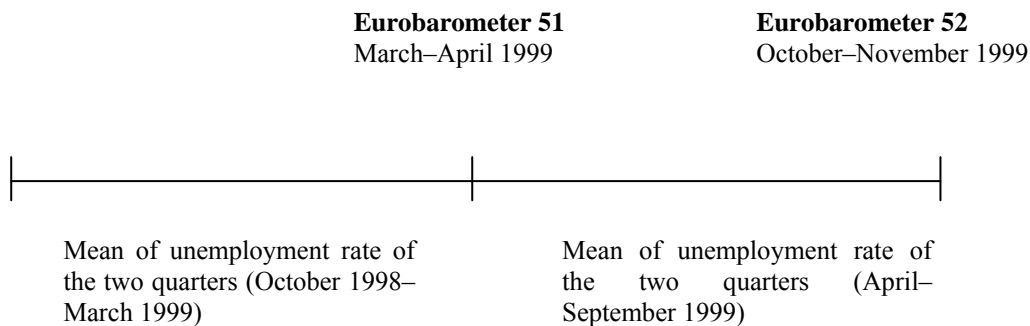 Eurobarometer 51
March–April 1999
Eurobarometer 52
October–November 1999
Mean of unemployment rate of
the two quarters (October 1998–
March 1999)
Mean of unemployment rate of
the two quarters (April–
September 1999)